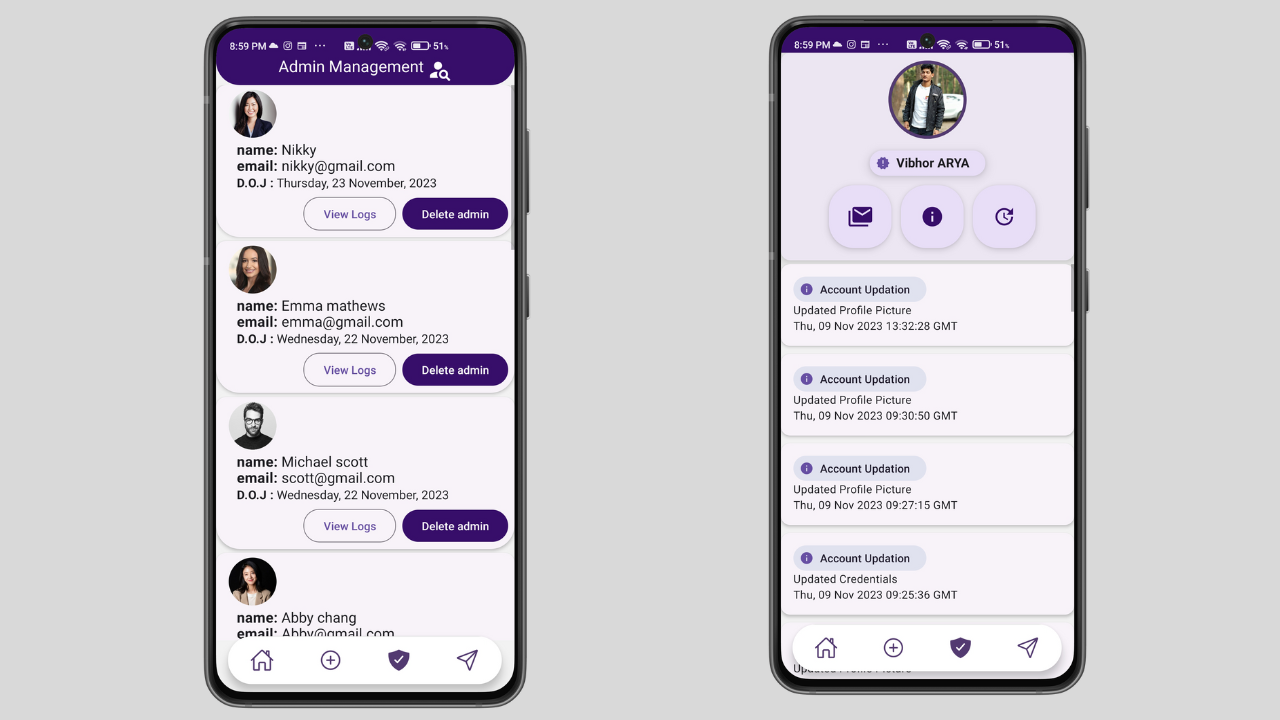 8:59 PM ... 51%
Admin Management
name: Nikky
email: nikky@gmail.com
D.O.J : Thursday, 23 November, 2023
View Logs Delete admin
name: Emma mathews
email: emma@gmail.com
D.O.J : Wednesday, 22 November, 2023
View Logs Delete admin
name: Michael scott
email: scott@gmail.com
D.O.J : Wednesday, 22 November, 2023
View Logs Delete admin
name: Abby chang
email: Abby@gmail.com
8:59 PM ... 51%
Vibhor ARYA
Account Updation
Updated Profile Picture
Thu, 09 Nov 2023 13:32:28 GMT
Account Updation
Updated Profile Picture
Thu, 09 Nov 2023 09:30:50 GMT
Account Updation
Updated Profile Picture
Thu, 09 Nov 2023 09:27:15 GMT
Account Updation
Updated Credentials
Thu, 09 Nov 2023 09:25:36 GMT
Updated Profile Picture